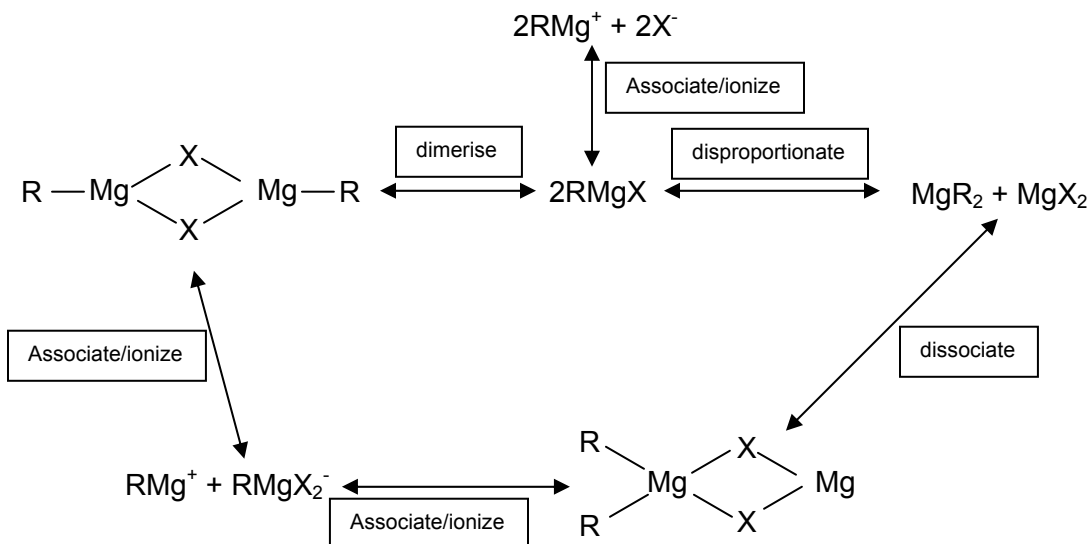 2RMg⁺ + 2X⁻
Associate/ionize
dimerise
disproportionate
X
R Mg Mg R
X
2RMgX
MgR₂ + MgX₂
Associate/ionize
dissociate
R
X
RMg⁺ + RMgX₂⁻
Mg Mg
R
X
Associate/ionize